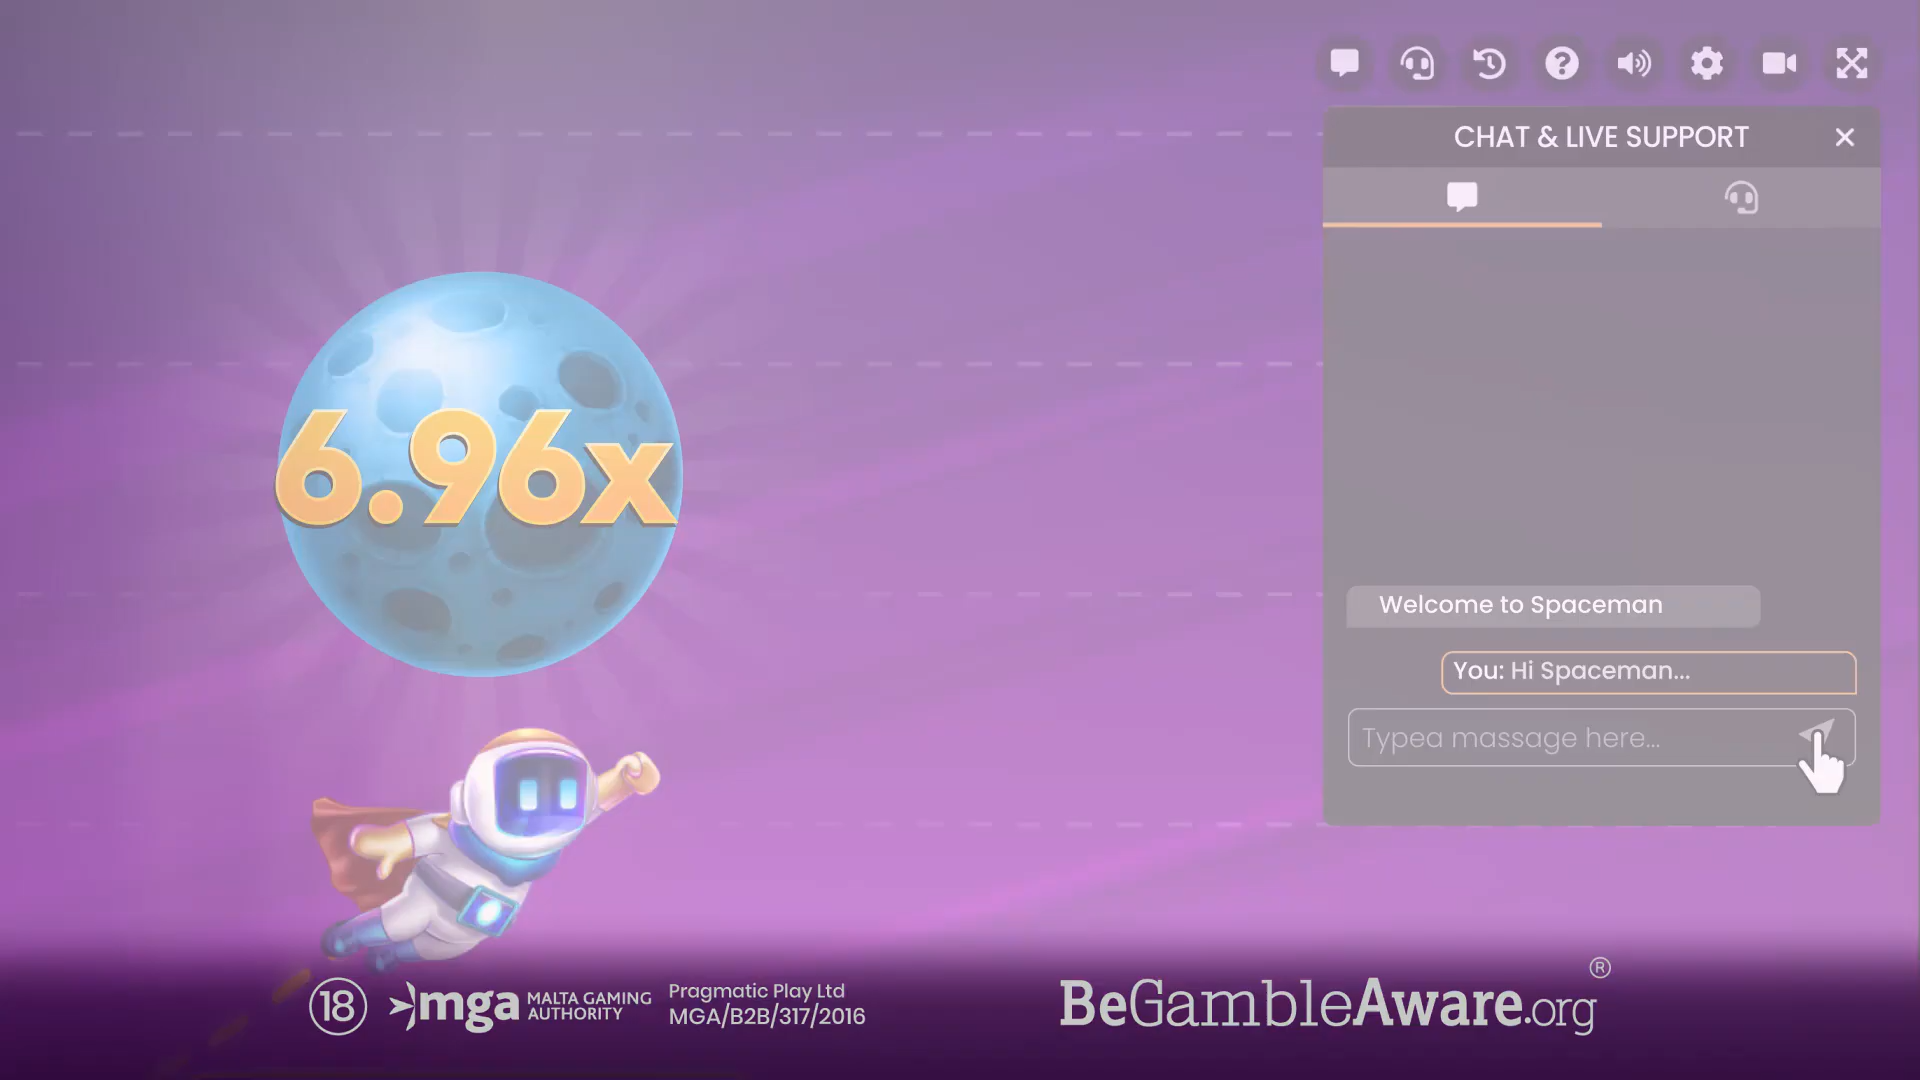 CHAT & LIVE SUPPORT
6.96x
Welcome to Spaceman
You: Hi Spaceman...
Typea massage here...
18
mga MALTA GAMING AUTHORITY
Pragmatic Play Ltd
MGA/B2B/317/2016
BeGambleAware.org®